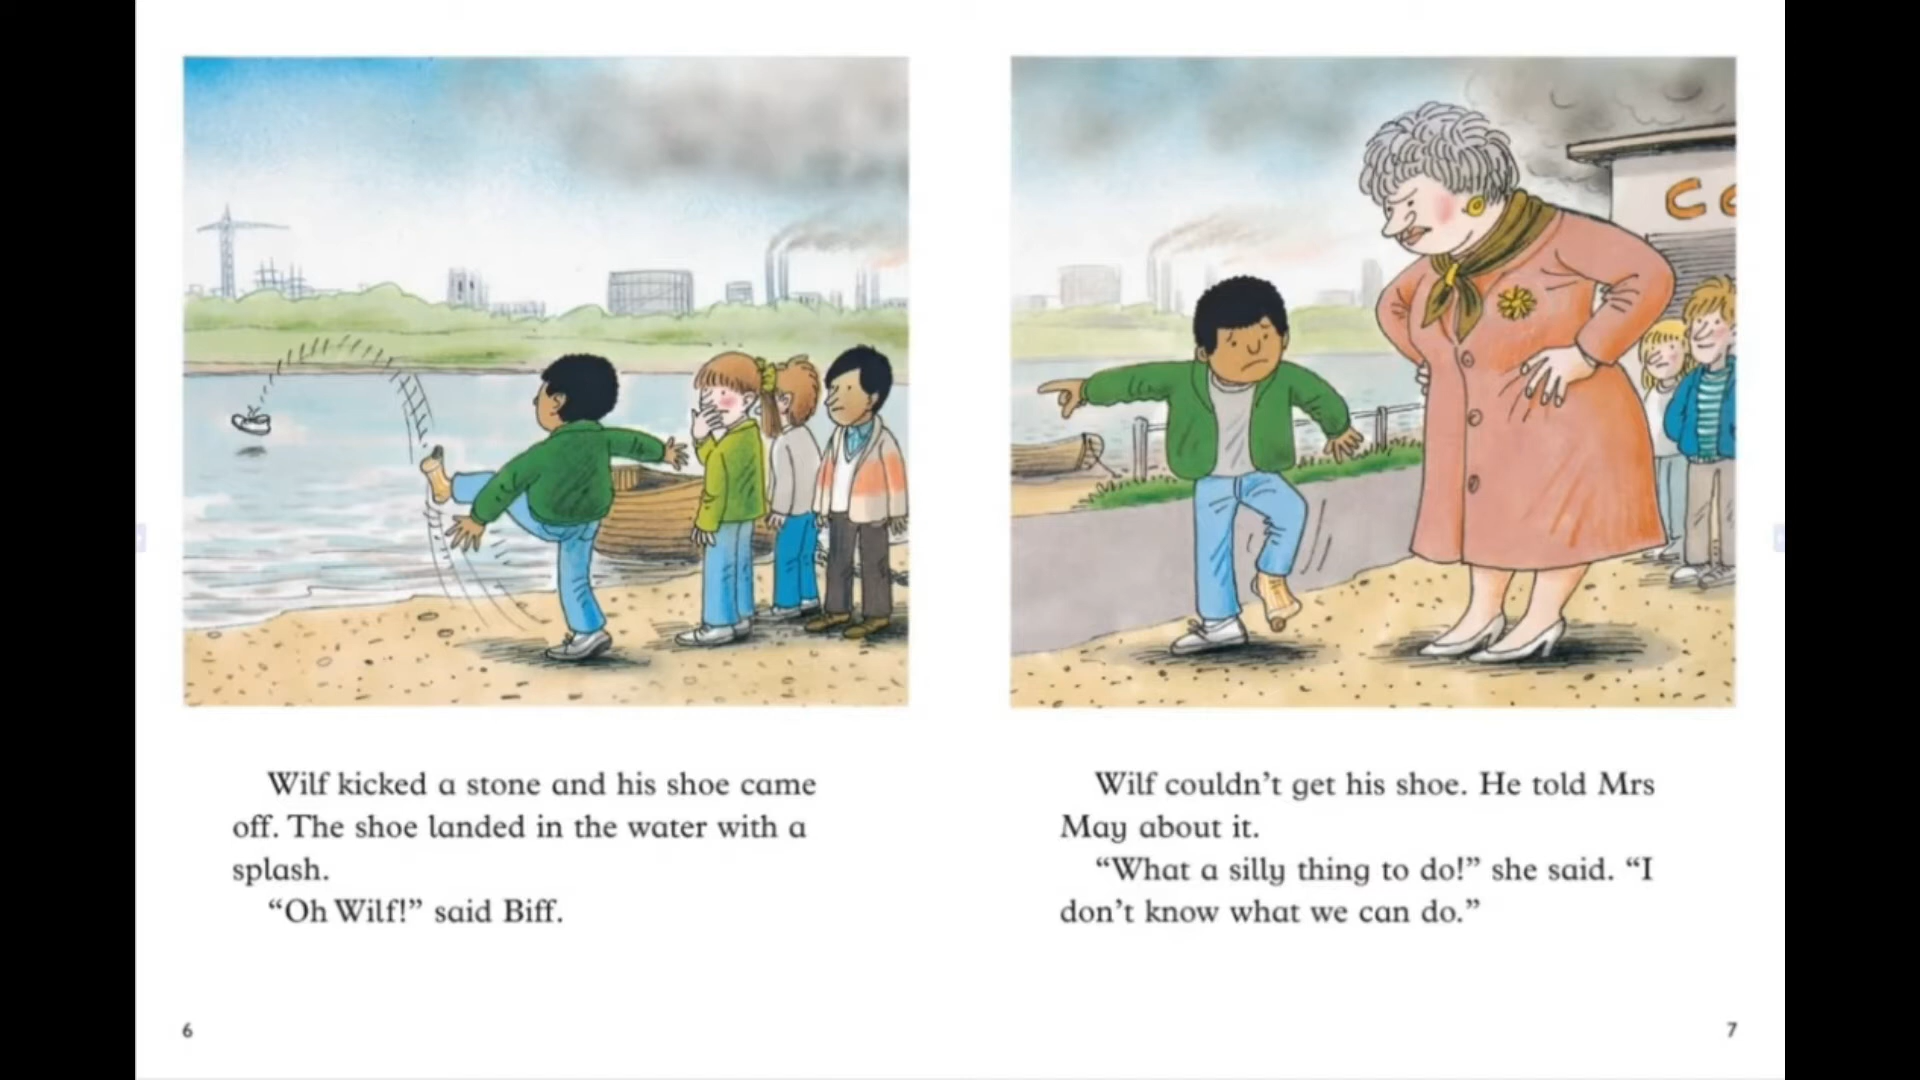 CO
Wilf kicked a stone and his shoe came
off. The shoe landed in the water with a
splash.
“Oh Wilf!” said Biff.
6
Wilf couldn’t get his shoe. He told Mrs
May about it.
“What a silly thing to do!” she said. “I
don’t know what we can do.”
7